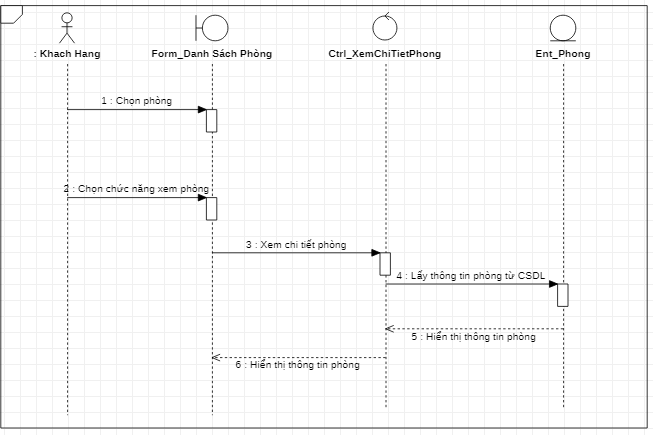 : Khach Hang
Form_Danh Sách Phòng
Ctrl_XemChiTietPhong
Ent_Phong
1 : Chọn phòng
2 : Chọn chức năng xem phòng
3 : Xem chi tiết phòng
4 : Lấy thông tin phòng từ CSDL
5 : Hiển thị thông tin phòng
6 : Hiển thị thông tin phòng